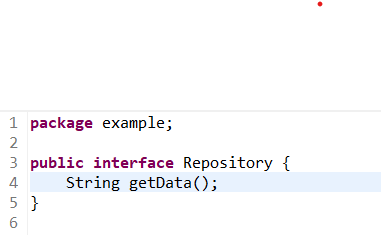 1 package example;
2
3 public interface Repository {
4     String getData();
5 }
6